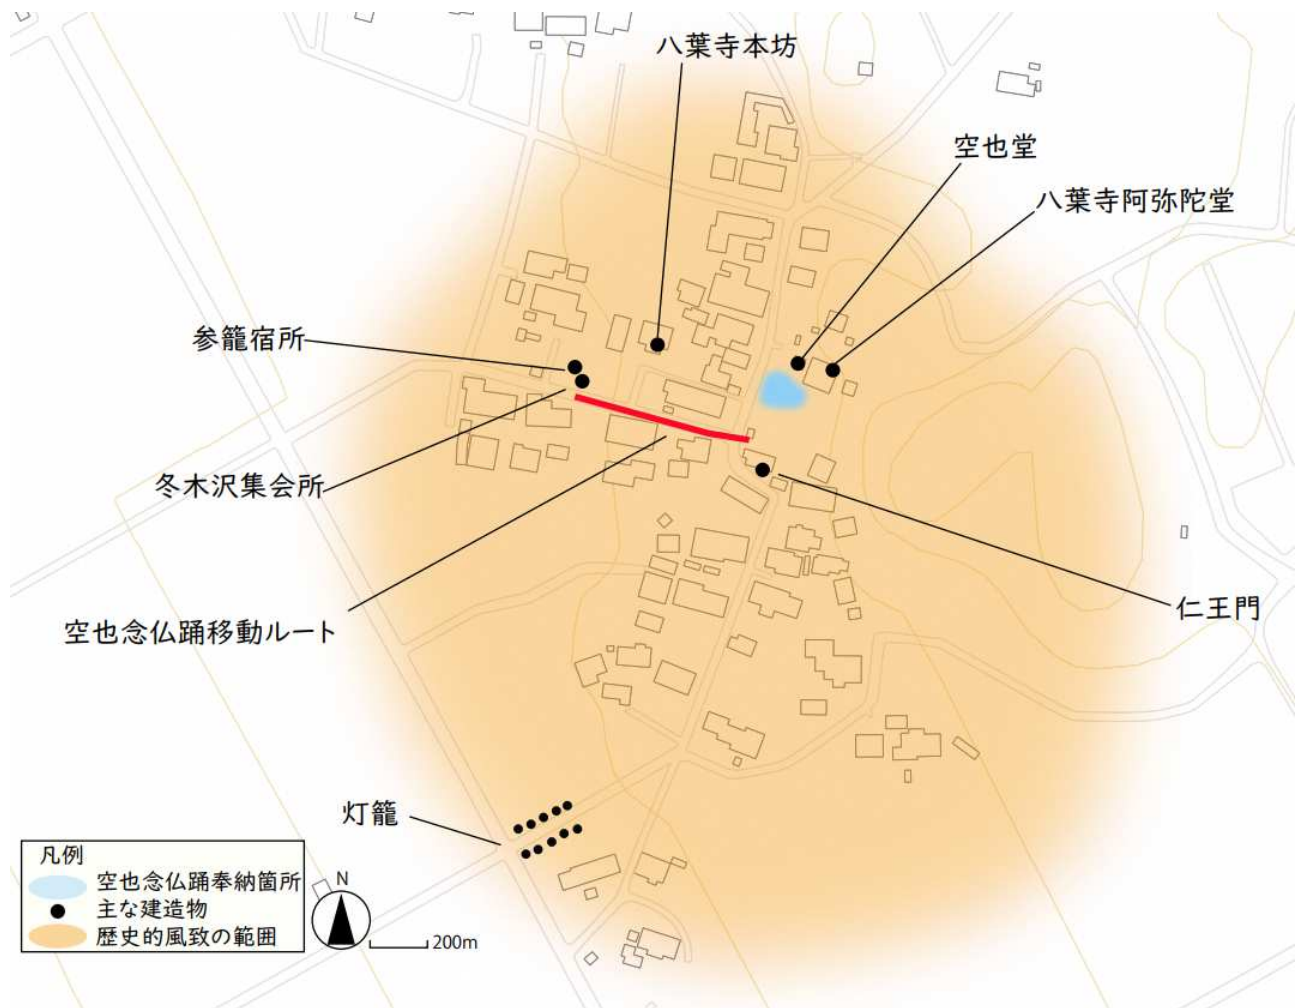 八葉寺本坊
空也堂
八葉寺阿弥陀堂
参籠宿所
冬木沢集会所
空也念仏踊移動ルート
仁王門
灯籠
凡例
空也念仏踊奉納箇所
主な建造物
歴史的風致の範囲
N
200m